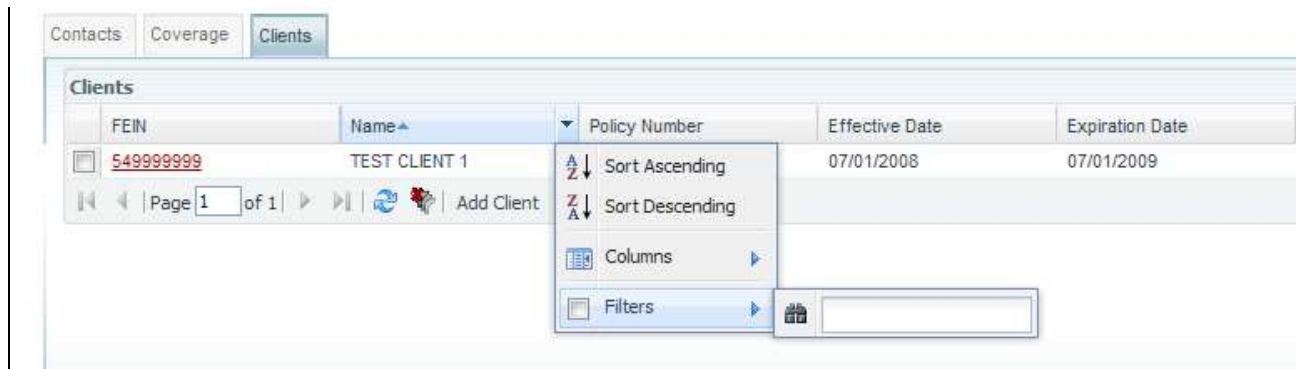 Contacts Coverage Clients
Clients
FEIN Name Policy Number Effective Date Expiration Date
549999999 TEST CLIENT 1 07/01/2008 07/01/2009
Sort Ascending
Page 1 of 1 Add Client
Sort Descending
Columns
Filters